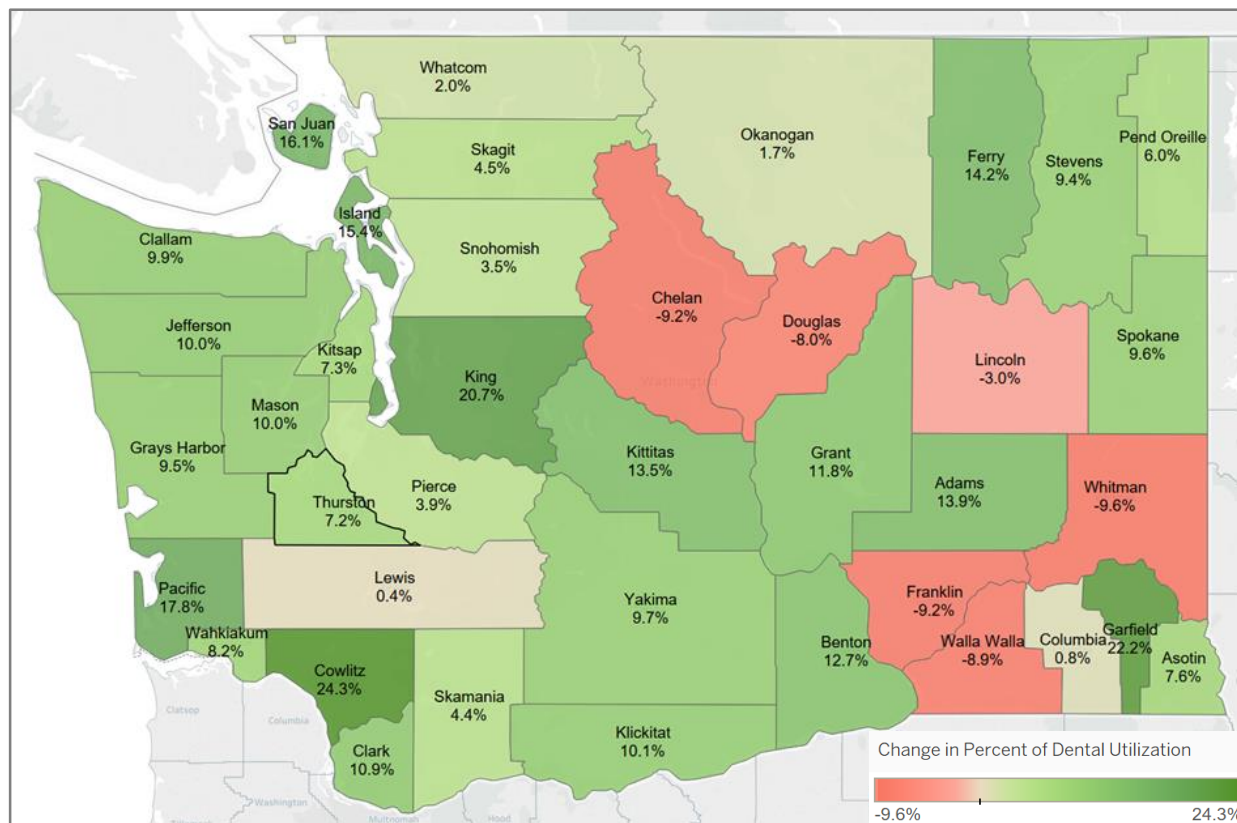 Whatcom
2.0%
San Juan
16.1%
Skagit
4.5%
Okanogan
1.7%
Ferry
14.2%
Stevens
9.4%
Pend Oreille
6.0%
Island
15.4%
Clallam
9.9%
Snohomish
3.5%
Chelan
-9.2%
Douglas
-8.0%
Jefferson
10.0%
Kitsap
7.3%
King
20.7%
Washington
Lincoln
-3.0%
Spokane
9.6%
Mason
10.0%
Grays Harbor
9.5%
Kittitas
13.5%
Grant
11.8%
Adams
13.9%
Whitman
-9.6%
Thurston
7.2%
Pierce
3.9%
Pacific
17.8%
Lewis
0.4%
Yakima
9.7%
Franklin
-9.2%
Wahkiakum
8.2%
Benton
12.7%
Walla Walla
-8.9%
Columbia
0.8%
Garfield
22.2%
Asotin
7.6%
Cowlitz
24.3%
Skamania
4.4%
Clark
10.9%
Klickitat
10.1%
Clatsop
Columbia
Washington
Multnomah
Hood
Change in Percent of Dental Utilization
-9.6%
24.3%